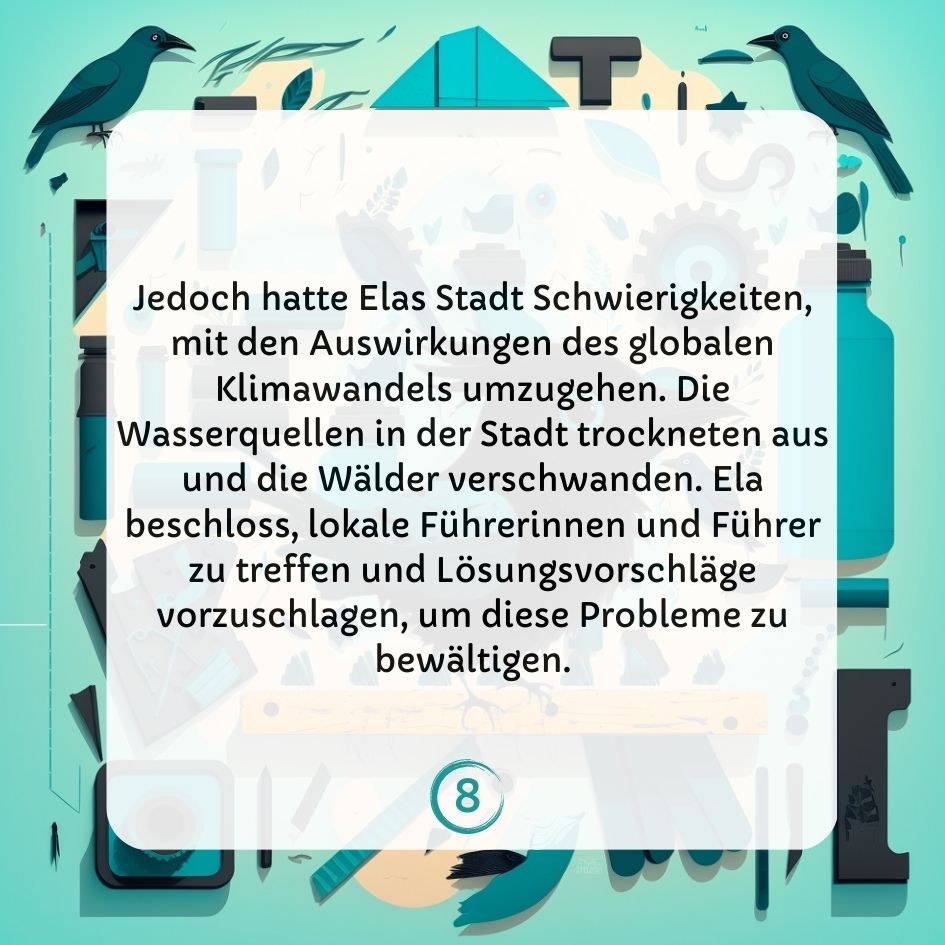 Jedoch hatte Elas Stadt Schwierigkeiten,
mit den Auswirkungen des globalen
Klimawandels umzugehen. Die
Wasserquellen in der Stadt trockneten aus
und die Wälder verschwanden. Ela
beschloss, lokale Führerinnen und Führer
zu treffen und Lösungsvorschläge
vorzuschlagen, um diese Probleme zu
bewältigen.
8